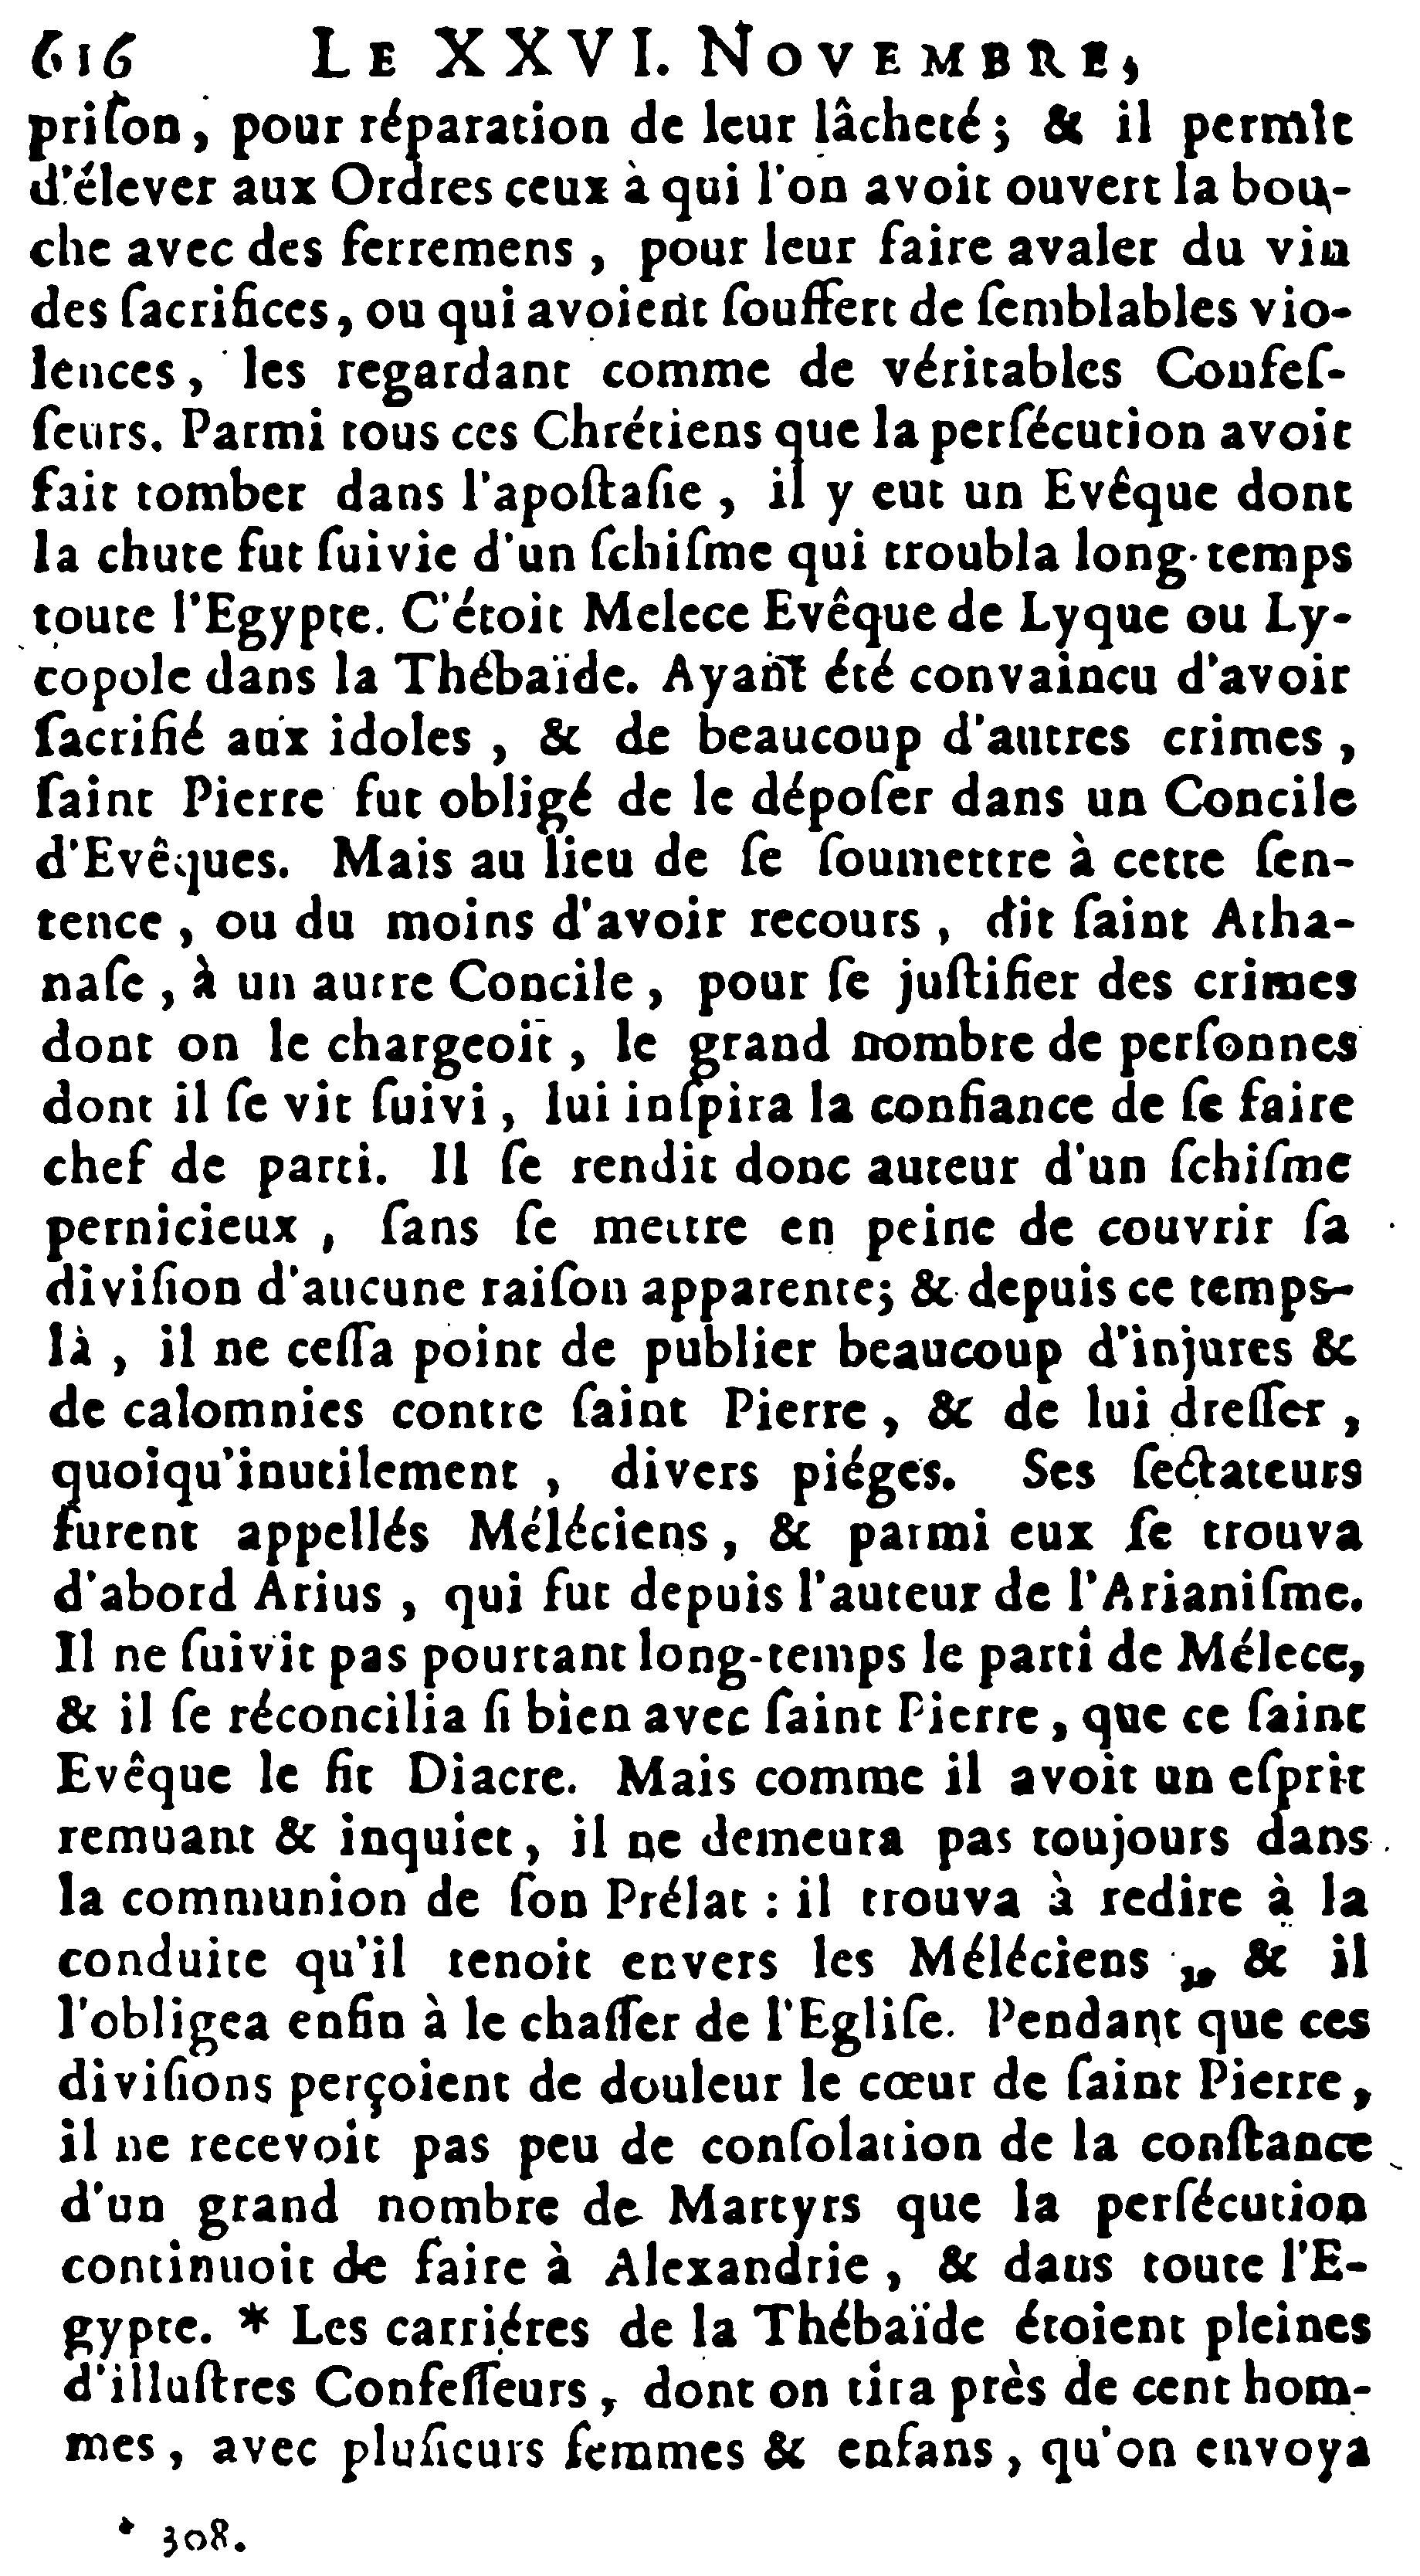 616 LE XXVI. NOVEMBRE,
priſon, pour réparation de leur lâcheté; & il permit
d'élever aux Ordres ceux à qui l'on avoit ouvert la bou-
che avec des ferremens, pour leur faire avaler du vin
des ſacrifices, ou qui avoient ſouffert de ſemblables vio-
lences, les regardant comme de véritables Confeſ-
ſeurs. Parmi tous ces Chrétiens que la perſécution avoit
fait tomber dans l'apoſtaſie, il y eut un Evêque dont
la chute fut ſuivie d'un ſchiſme qui troubla long-temps
toute l'Egypte. C'étoit Melece Evêque de Lyque ou Ly-
copole dans la Thébaïde. Ayant été convaincu d'avoir
ſacrifié aux idoles, & de beaucoup d'autres crimes,
ſaint Pierre fut obligé de le dépoſer dans un Concile
d'Evêques. Mais au lieu de ſe ſoumettre à cette ſen-
tence, ou du moins d'avoir recours, dit ſaint Atha-
naſe, à un autre Concile, pour ſe juſtifier des crimes
dont on le chargeoit, le grand nombre de perſonnes
dont il ſe vit ſuivi, lui inſpira la confiance de ſe faire
chef de parti. Il ſe rendit donc auteur d'un ſchiſme
pernicieux, ſans ſe mettre en peine de couvrir ſa
diviſion d'aucune raiſon apparente; & depuis ce temps-
là, il ne ceſſa point de publier beaucoup d'injures &
de calomnies contre ſaint Pierre, & de lui dreſſer,
quoiqu'inutilement, divers piéges. Ses ſectateurs
furent appellés Méléciens, & parmi eux ſe trouva
d'abord Arius, qui fut depuis l'auteur de l'Arianiſme.
Il ne ſuivit pas pourtant long-temps le parti de Mélece,
& il ſe réconcilia ſi bien avec ſaint Pierre, que ce ſaint
Evêque le fit Diacre. Mais comme il avoit un eſprit
remuant & inquiet, il ne demeura pas toujours dans
la communion de ſon Prélat : il trouva à redire à la
conduite qu'il tenoit envers les Méléciens, & il
l'obligea enfin à le chaſſer de l'Egliſe. Pendant que ces
diviſions perçoient de douleur le cœur de ſaint Pierre,
il ne recevoit pas peu de conſolation de la conſtance
d'un grand nombre de Martyrs que la perſécution
continuoit de faire à Alexandrie, & dans toute l'E-
gypte. * Les carriéres de la Thébaïde étoient pleines
d'illuſtres Confeſſeurs, dont on tira près de cent hom-
mes, avec pluſieurs femmes & enfans, qu'on envoya
* 308.